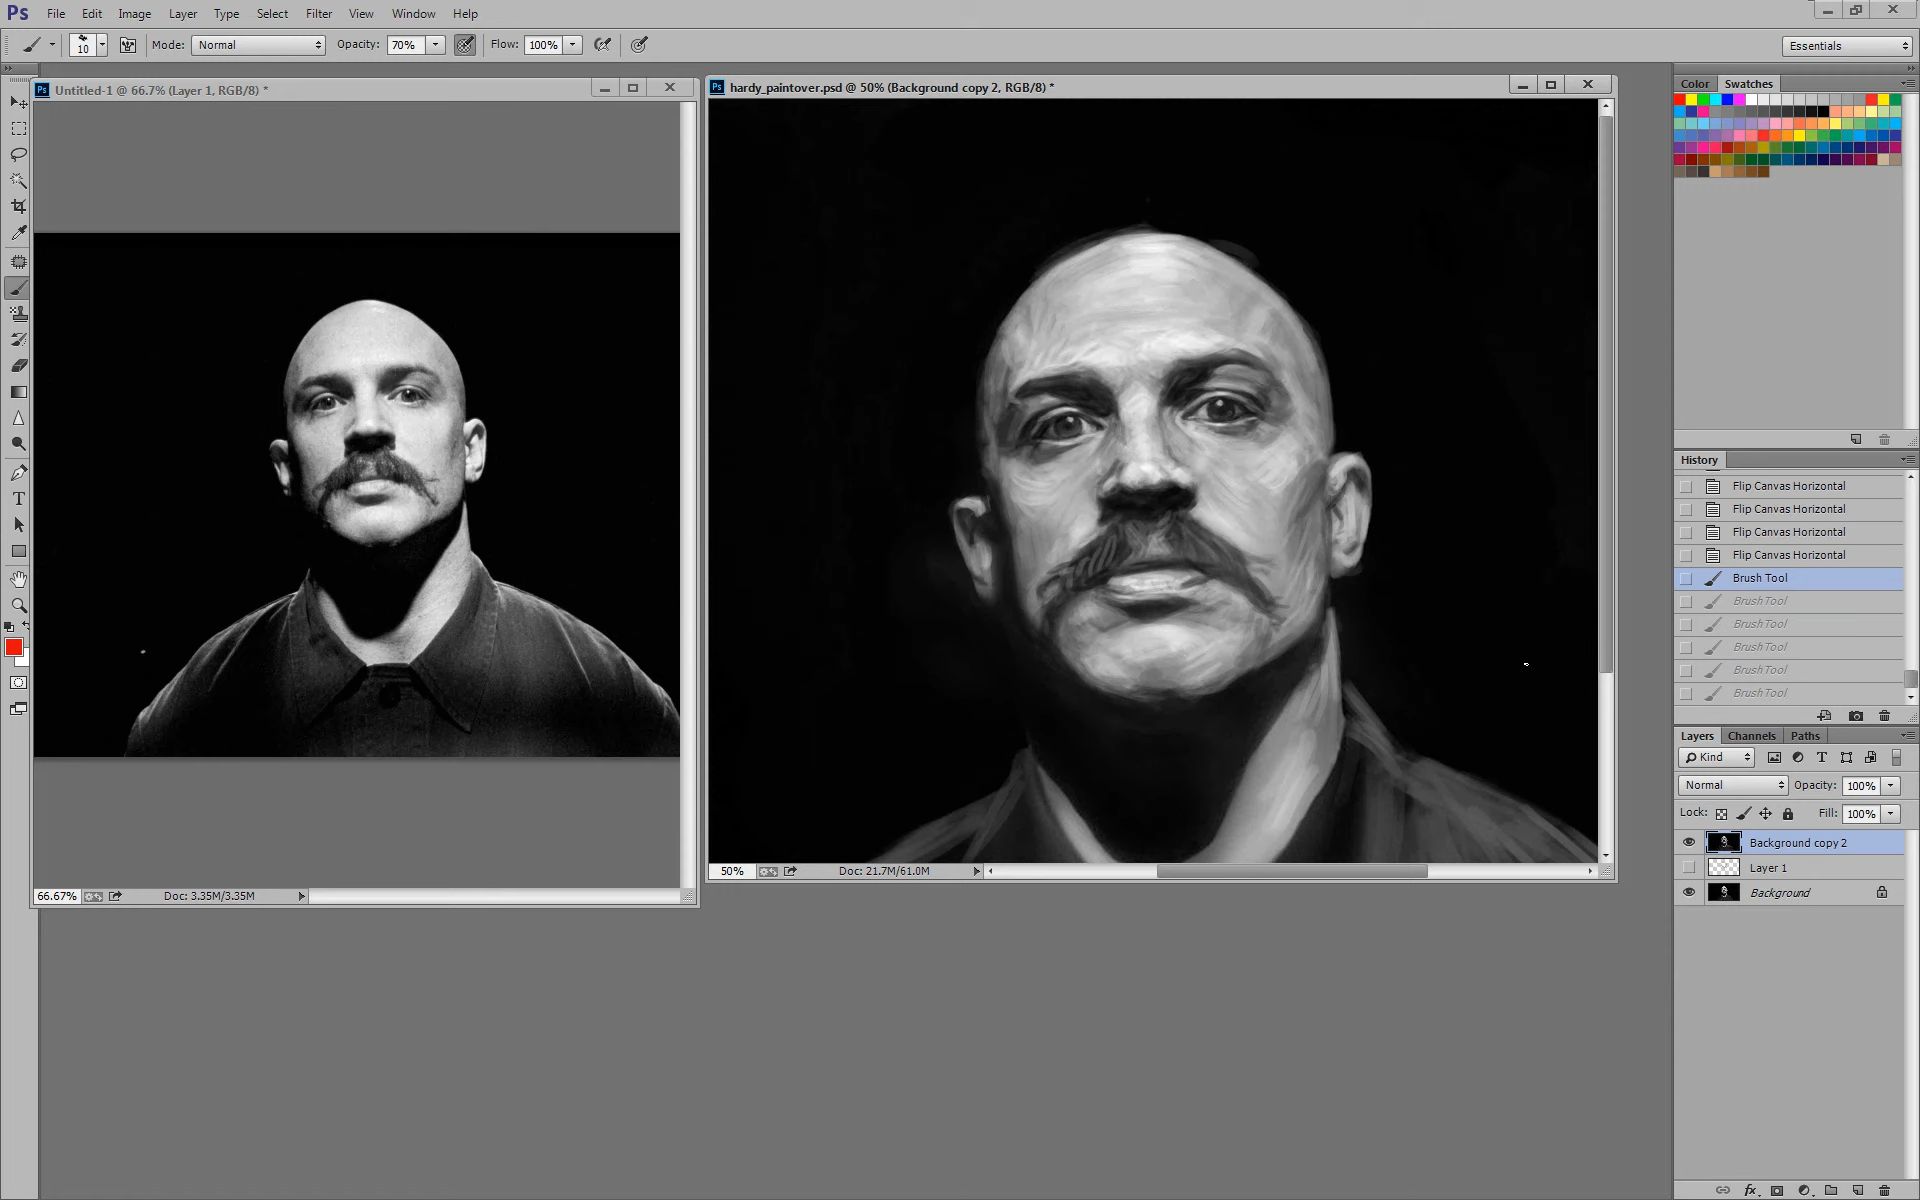 Ps File Edit Image Layer Type Select Filter View Window Help
10 Mode: Normal Opacity: 70% Flow: 100% Essentials
Untitled-1 @ 66.7% (Layer 1, RGB/8) *
hardy_paintover.psd @ 50% (Background copy 2, RGB/8) *
66.67% Doc: 3.35M/3.35M
50% Doc: 21.7M/61.0M
Color Swatches
History
Flip Canvas Horizontal
Flip Canvas Horizontal
Flip Canvas Horizontal
Flip Canvas Horizontal
Brush Tool
Brush Tool
Brush Tool
Brush Tool
Brush Tool
Brush Tool
Layers Channels Paths
Kind
Normal Opacity: 100%
Lock: Fill: 100%
Background copy 2
Layer 1
Background